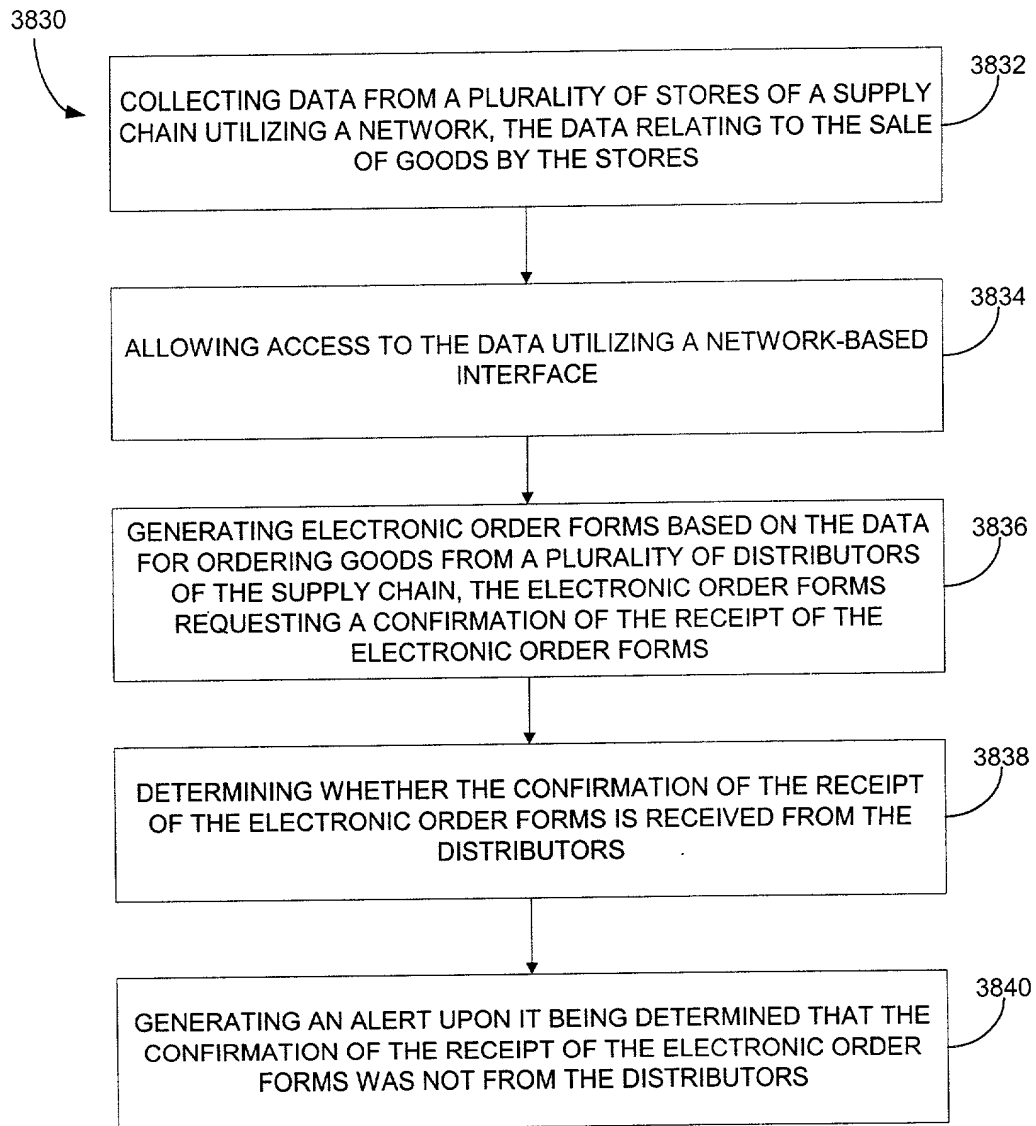 3830
3832
COLLECTING DATA FROM A PLURALITY OF STORES OF A SUPPLY
CHAIN UTILIZING A NETWORK, THE DATA RELATING TO THE SALE
OF GOODS BY THE STORES
3834
ALLOWING ACCESS TO THE DATA UTILIZING A NETWORK-BASED
INTERFACE
3836
GENERATING ELECTRONIC ORDER FORMS BASED ON THE DATA
FOR ORDERING GOODS FROM A PLURALITY OF DISTRIBUTORS
OF THE SUPPLY CHAIN, THE ELECTRONIC ORDER FORMS
REQUESTING A CONFIRMATION OF THE RECEIPT OF THE
ELECTRONIC ORDER FORMS
3838
DETERMINING WHETHER THE CONFIRMATION OF THE RECEIPT
OF THE ELECTRONIC ORDER FORMS IS RECEIVED FROM THE
DISTRIBUTORS
3840
GENERATING AN ALERT UPON IT BEING DETERMINED THAT THE
CONFIRMATION OF THE RECEIPT OF THE ELECTRONIC ORDER
FORMS WAS NOT FROM THE DISTRIBUTORS